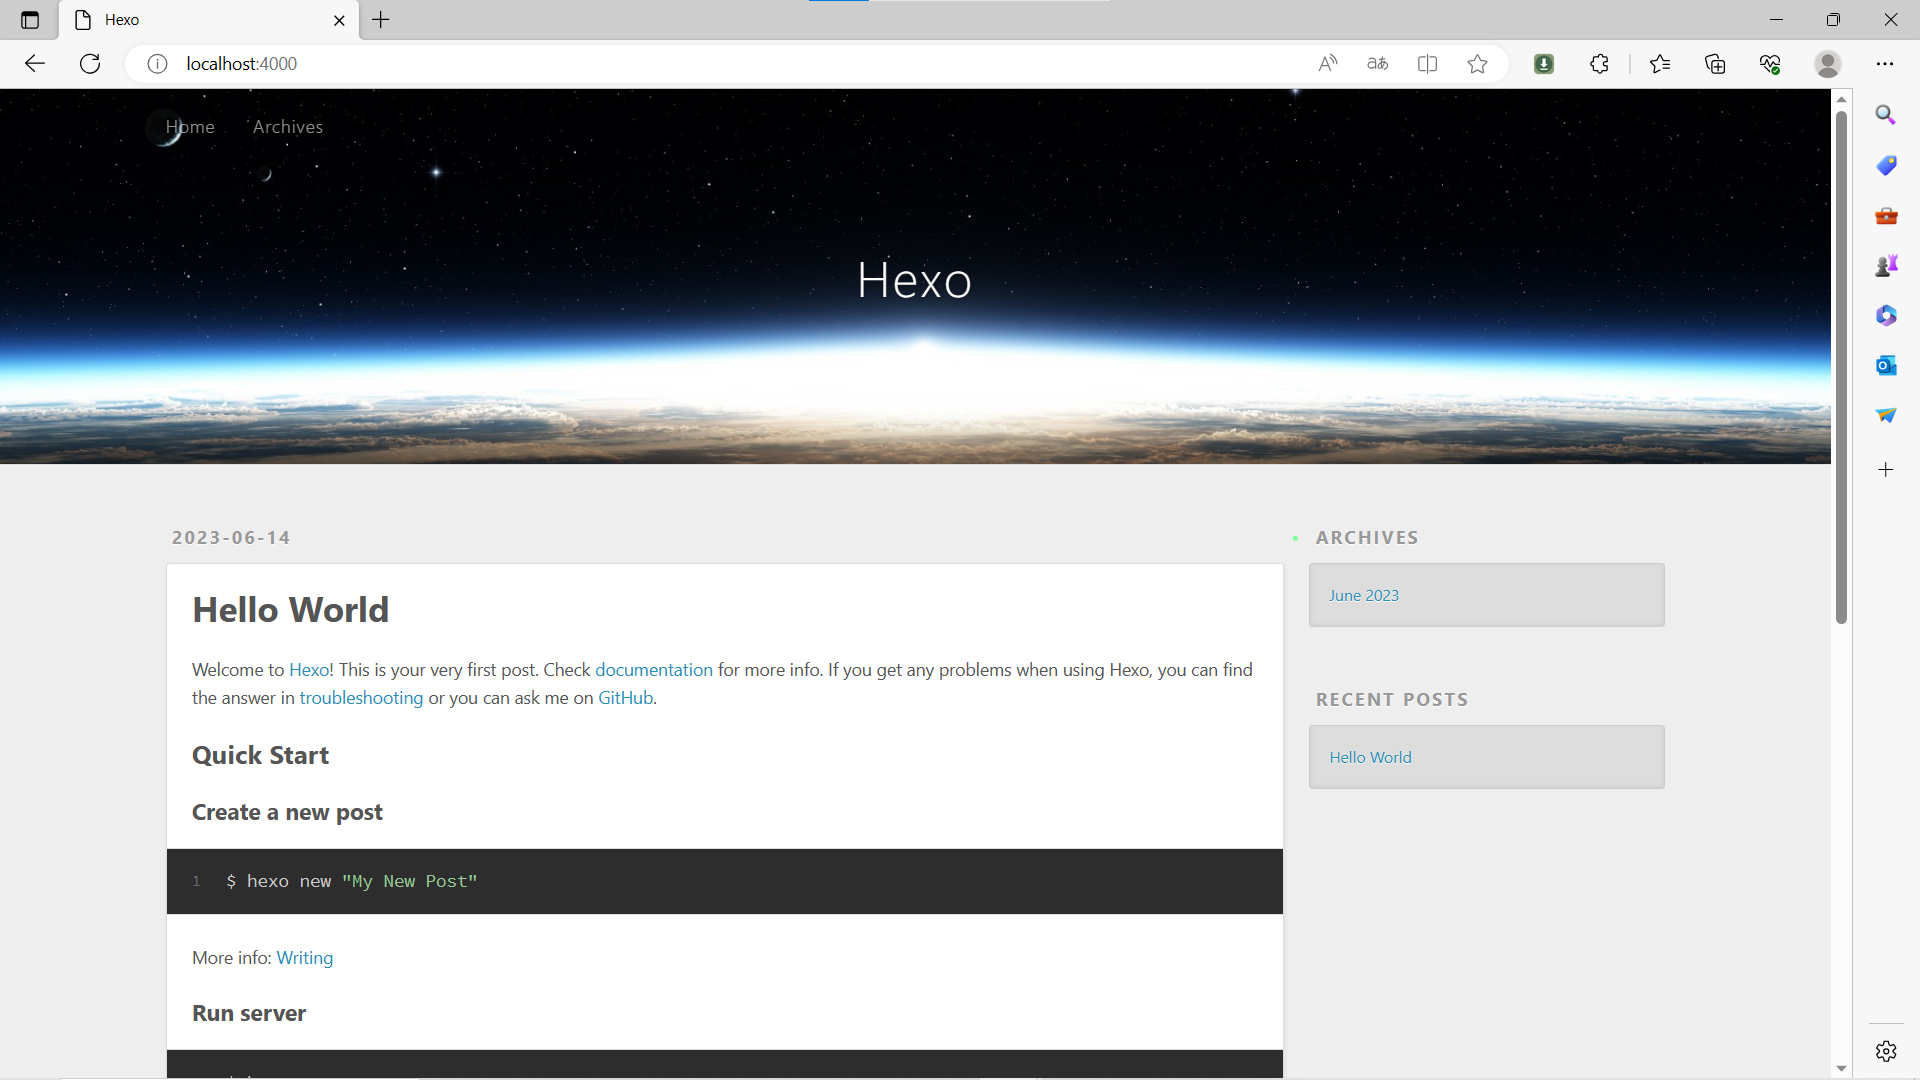 Hexo
localhost:4000
Home Archives
Hexo
2023-06-14
Hello World
Welcome to Hexo! This is your very first post. Check documentation for more info. If you get any problems when using Hexo, you can find
the answer in troubleshooting or you can ask me on GitHub.
Quick Start
Create a new post
1 $ hexo new "My New Post"
More info: Writing
Run server
ARCHIVES
June 2023
RECENT POSTS
Hello World